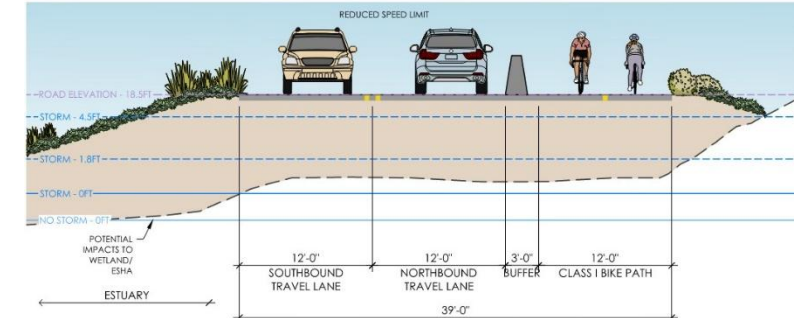 REDUCED SPEED LIMIT
ROAD ELEVATION - 18.5FT
STORM - 4.5FT
STORM - 1.8FT
STORM - 0FT
NO STORM - 0FT
POTENTIAL
IMPACTS TO
WETLAND/
ESHA
ESTUARY
12'-0"
SOUTHBOUND
TRAVEL LANE
12'-0"
NORTHBOUND
TRAVEL LANE
3'-0"
BUFFER
12'-0"
CLASS I BIKE PATH
39'-0"